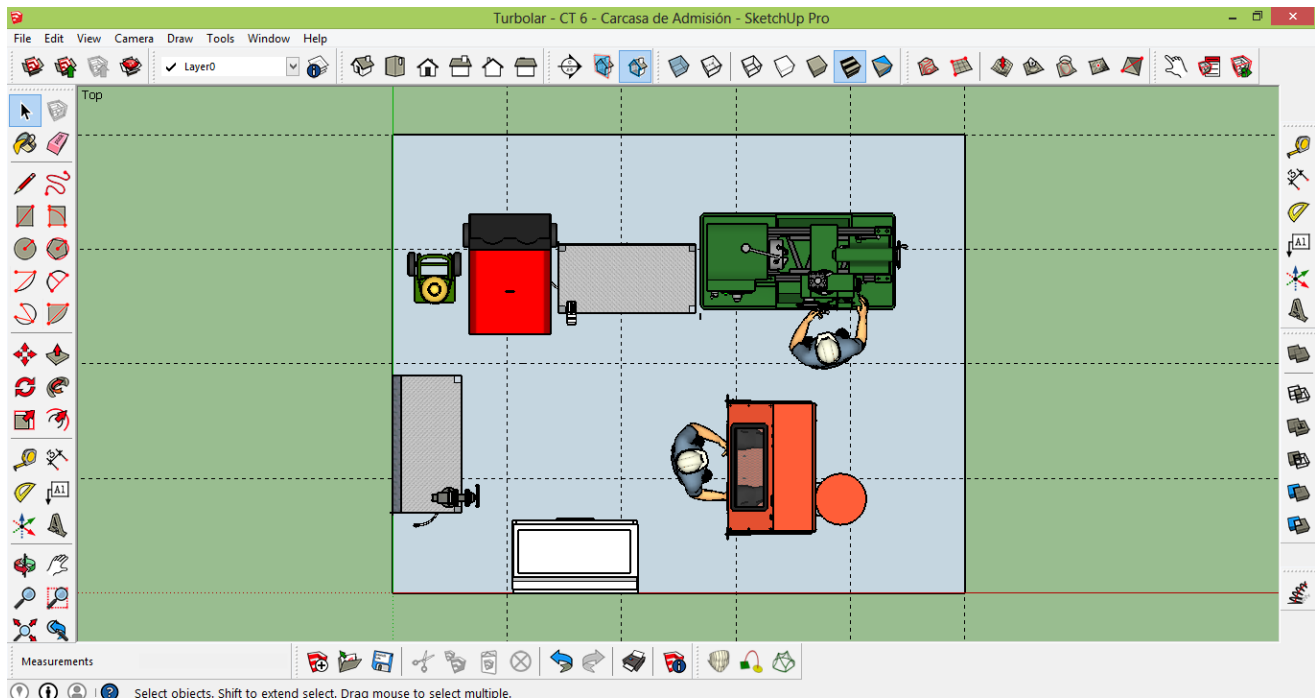 Turbolar - CT 6 - Carcasa de Admisión - SketchUp Pro
File Edit View Camera Draw Tools Window Help
Layer0
Top
A1
A1
Measurements
Select objects. Shift to extend select. Drag mouse to select multiple.